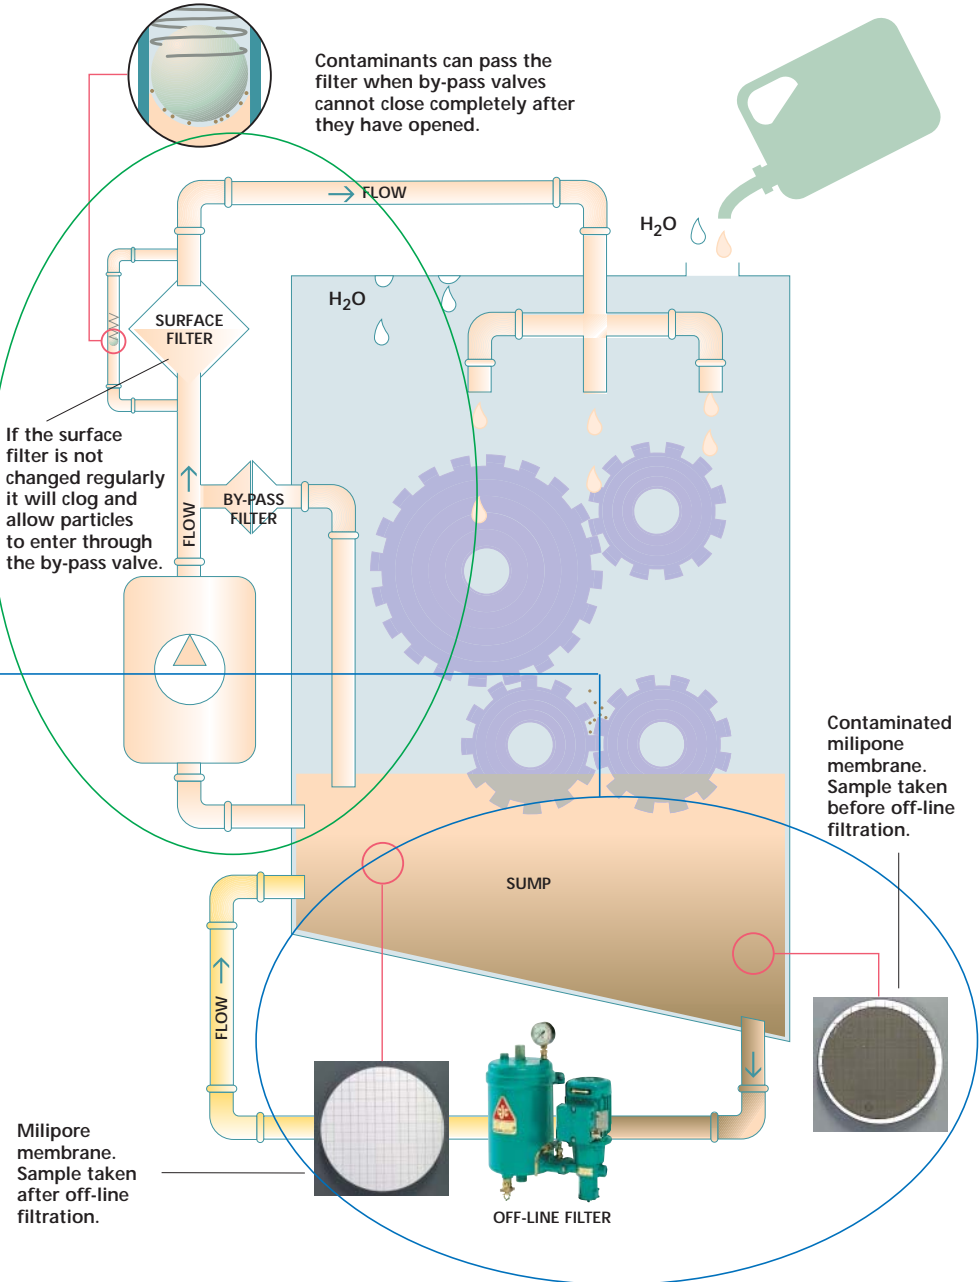 Contaminants can pass the
filter when by-pass valves
cannot close completely after
they have opened.
FLOW
H₂O
H₂O
SURFACE
FILTER
If the surface
filter is not
changed regularly
it will clog and
allow particles
to enter through
the by-pass valve.
FLOW
BY-PASS
FILTER
Contaminated
milipone
membrane.
Sample taken
before off-line
filtration.
SUMP
FLOW
Milipore
membrane.
Sample taken
after off-line
filtration.
OFF-LINE FILTER